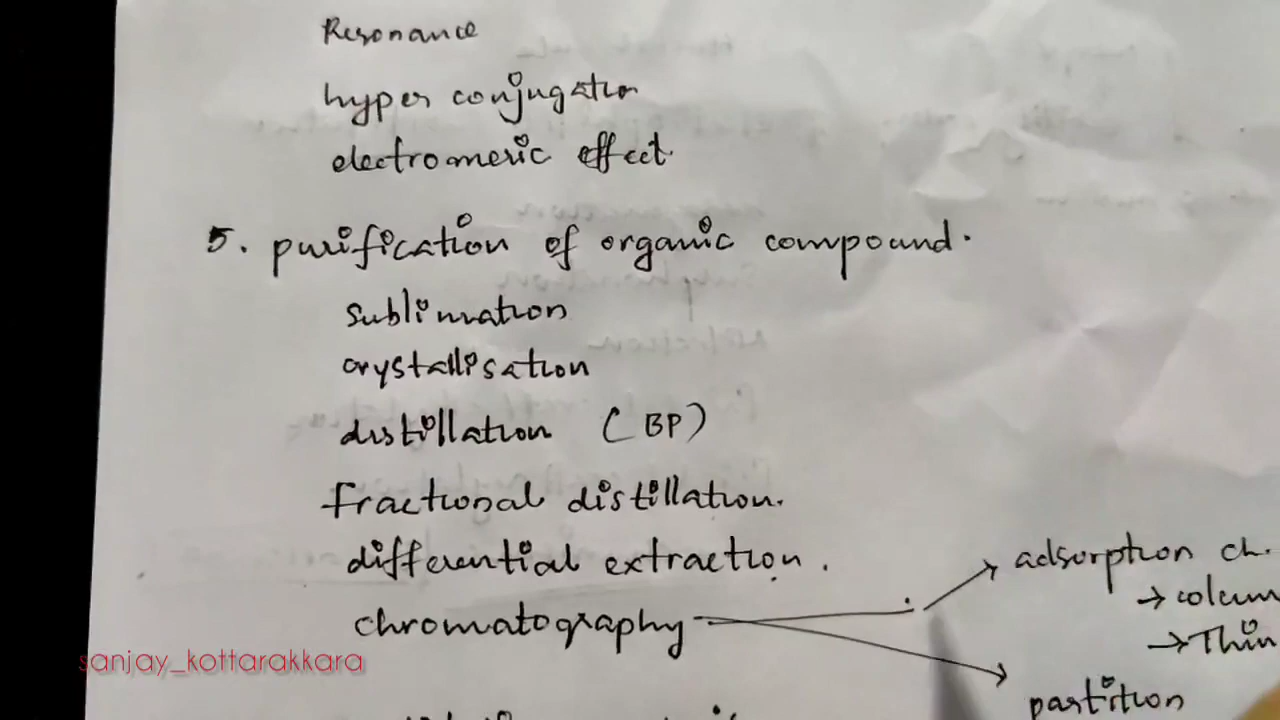 Resonance
hyper conjugation
electromeric effect.
5. purification of organic compound.
sublimation
crystallisation
distillation (BP)
fractional distillation.
differential extraction.
adsorption ch.
→ colum
chromatography
→ Thin
sanjay_kottarakkara
partition